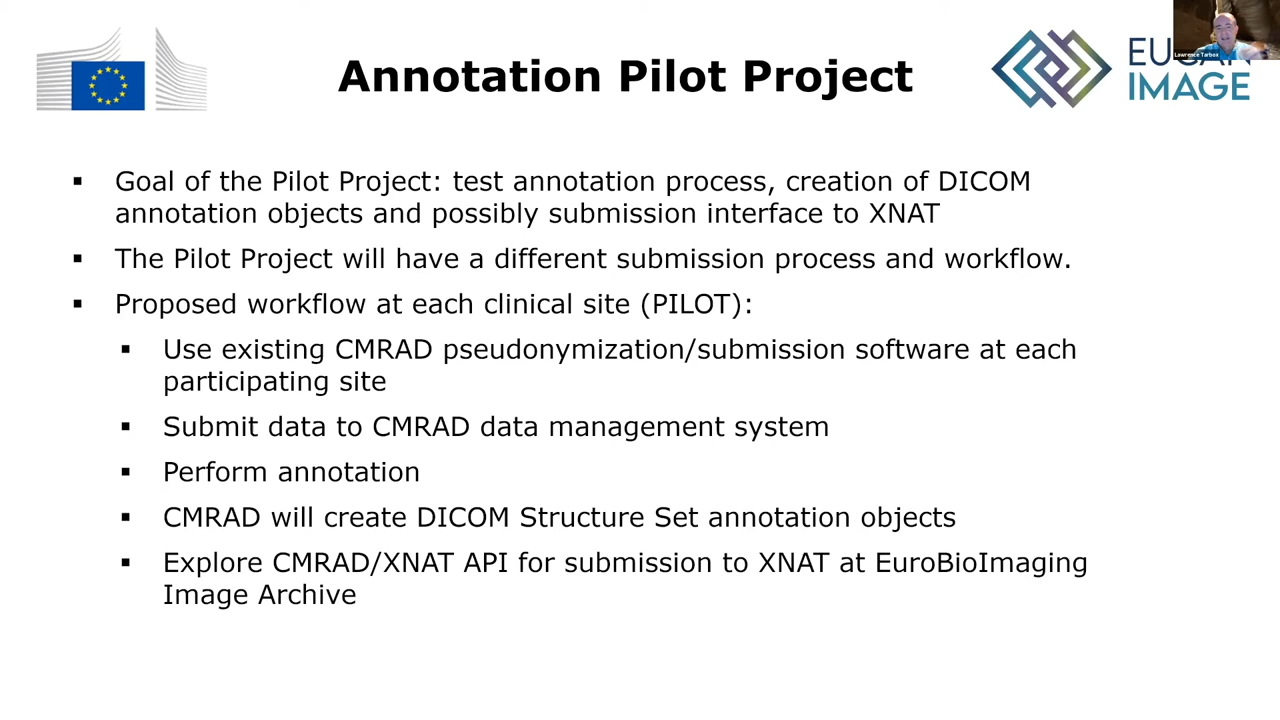 Annotation Pilot Project
EUCAN
IMAGE
Lawrence Tarbox
▪ Goal of the Pilot Project: test annotation process, creation of DICOM
annotation objects and possibly submission interface to XNAT
▪ The Pilot Project will have a different submission process and workflow.
▪ Proposed workflow at each clinical site (PILOT):
▪ Use existing CMRAD pseudonymization/submission software at each
participating site
▪ Submit data to CMRAD data management system
▪ Perform annotation
▪ CMRAD will create DICOM Structure Set annotation objects
▪ Explore CMRAD/XNAT API for submission to XNAT at EuroBioImaging
Image Archive